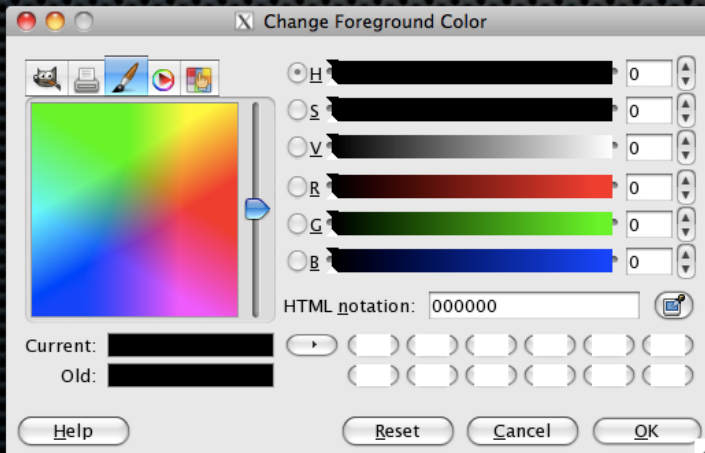 X Change Foreground Color
H 0
S 0
V 0
R 0
G 0
B 0
HTML notation: 000000
Current:
Old:
Help Reset Cancel OK